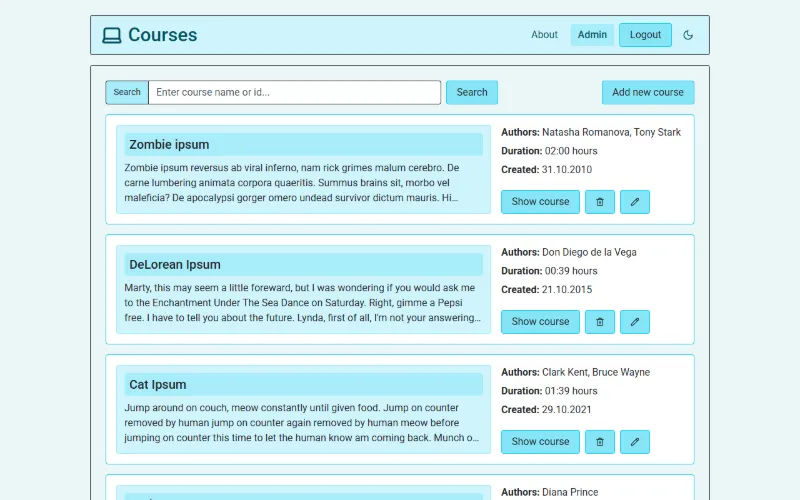 Courses
About
Admin
Logout
Search
Enter course name or id...
Search
Add new course
Zombie ipsum
Zombie ipsum reversus ab viral inferno, nam rick grimes malum cerebro. De
carne lumbering animata corpora quaeritis. Summus brains sit, morbo vel
maleficia? De apocalypsi gorger omero undead survivor dictum mauris. Hi...
Authors: Natasha Romanova, Tony Stark
Duration: 02:00 hours
Created: 31.10.2010
Show course
DeLorean Ipsum
Marty, this may seem a little foreward, but I was wondering if you would ask me
to the Enchantment Under The Sea Dance on Saturday. Right, gimme a Pepsi
free. I have to tell you about the future. Lynda, first of all, I'm not your answering...
Authors: Don Diego de la Vega
Duration: 00:39 hours
Created: 21.10.2015
Show course
Cat Ipsum
Jump around on couch, meow constantly until given food. Jump on counter
removed by human jump on counter again removed by human meow before
jumping on counter this time to let the human know am coming back. Munch o...
Authors: Clark Kent, Bruce Wayne
Duration: 01:39 hours
Created: 29.10.2021
Show course
Authors: Diana Prince